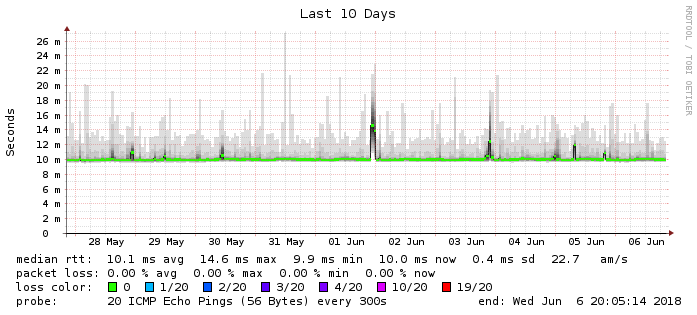 Last 10 Days
RRDTOOL / TOBI OETIKER
Seconds
26 m
24 m
22 m
20 m
18 m
16 m
14 m
12 m
10 m
8 m
6 m
4 m
2 m
0
28 May 29 May 30 May 31 May 01 Jun 02 Jun 03 Jun 04 Jun 05 Jun 06 Jun
median rtt: 10.1 ms avg 14.6 ms max 9.9 ms min 10.0 ms now 0.4 ms sd 22.7 am/s
packet loss: 0.00 % avg 0.00 % max 0.00 % min 0.00 % now
loss color: 0 1/20 2/20 3/20 4/20 10/20 19/20
probe: 20 ICMP Echo Pings (56 Bytes) every 300s end: Wed Jun 6 20:05:14 2018